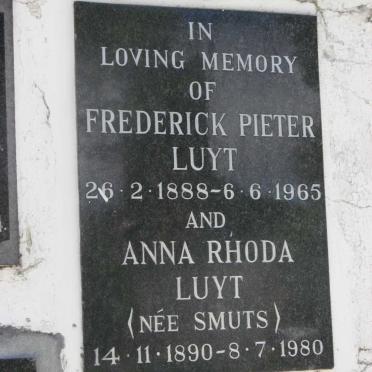 IN
LOVING MEMORY
OF
FREDERICK PIETER
LUYT
26·2·1888-6·6·1965
AND
ANNA RHODA
LUYT
(NÉE SMUTS)
14·11·1890-8·7·1980